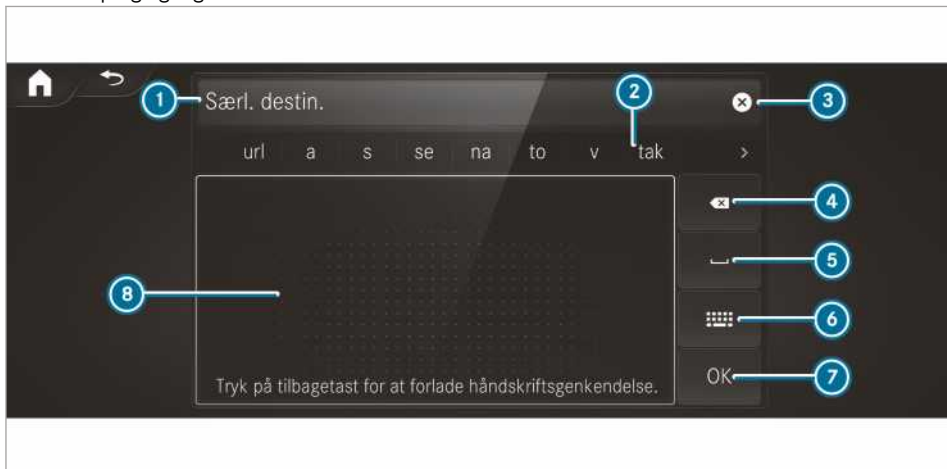 1
Særl. destin.
2
3
url a s se na to v tak >
4
5
8
6
Tryk på tilbagetast for at forlade håndskriftsgenkendelse.
OK
7